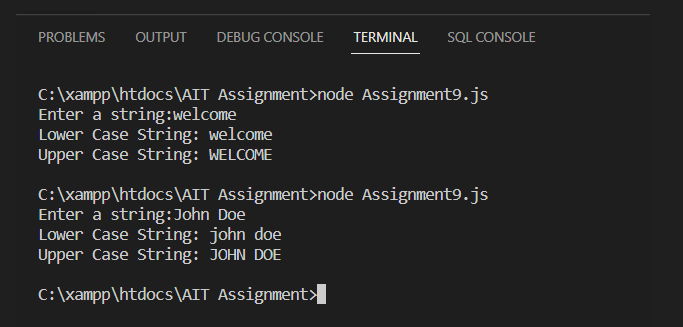 PROBLEMS OUTPUT DEBUG CONSOLE TERMINAL SQL CONSOLE
C:\xampp\htdocs\AIT Assignment>node Assignment9.js
Enter a string:welcome
Lower Case String: welcome
Upper Case String: WELCOME
C:\xampp\htdocs\AIT Assignment>node Assignment9.js
Enter a string:John Doe
Lower Case String: john doe
Upper Case String: JOHN DOE
C:\xampp\htdocs\AIT Assignment>